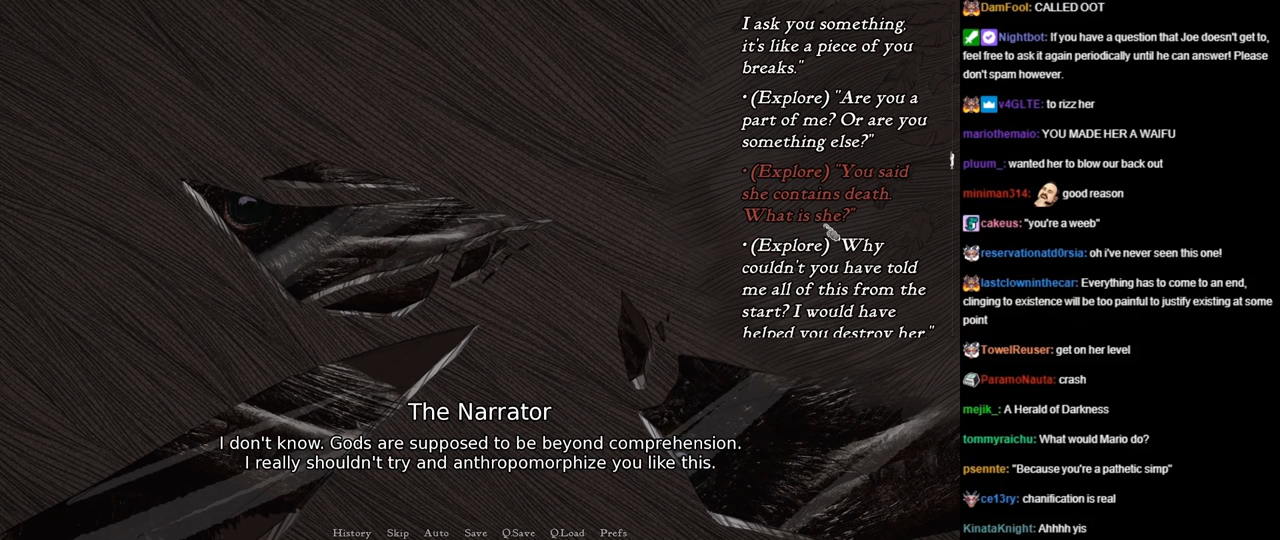 I ask you something,
it's like a piece of you
breaks."
• (Explore) "Are you a
part of me? Or are you
something else?"
• (Explore) "You said
she contains death.
What is she?"
• (Explore) "Why
couldn't you have told
me all of this from the
start? I would have
helped you destroy her."
The Narrator
I don't know. Gods are supposed to be beyond comprehension.
I really shouldn't try and anthropomorphize you like this.
History Skip Auto Save Q.Save Q.Load Prefs
DamFool: CALLED OOT
Nightbot: If you have a question that Joe doesn't get to,
feel free to ask it again periodically until he can answer! Please
don't spam however.
v4GLTE: to rizz her
mariothemaio: YOU MADE HER A WAIFU
pluum_: wanted her to blow our back out
miniman314: good reason
cakeus: "you're a weeb"
reservationatd0rsia: oh i've never seen this one!
lastclowninthecar: Everything has to come to an end,
clinging to existence will be too painful to justify existing at some
point
TowelReuser: get on her level
ParamoNauta: crash
mejik_: A Herald of Darkness
tommyraichu: What would Mario do?
psennte: "Because you're a pathetic simp"
ce13ry: chanification is real
KinataKnight: Ahhhh yis